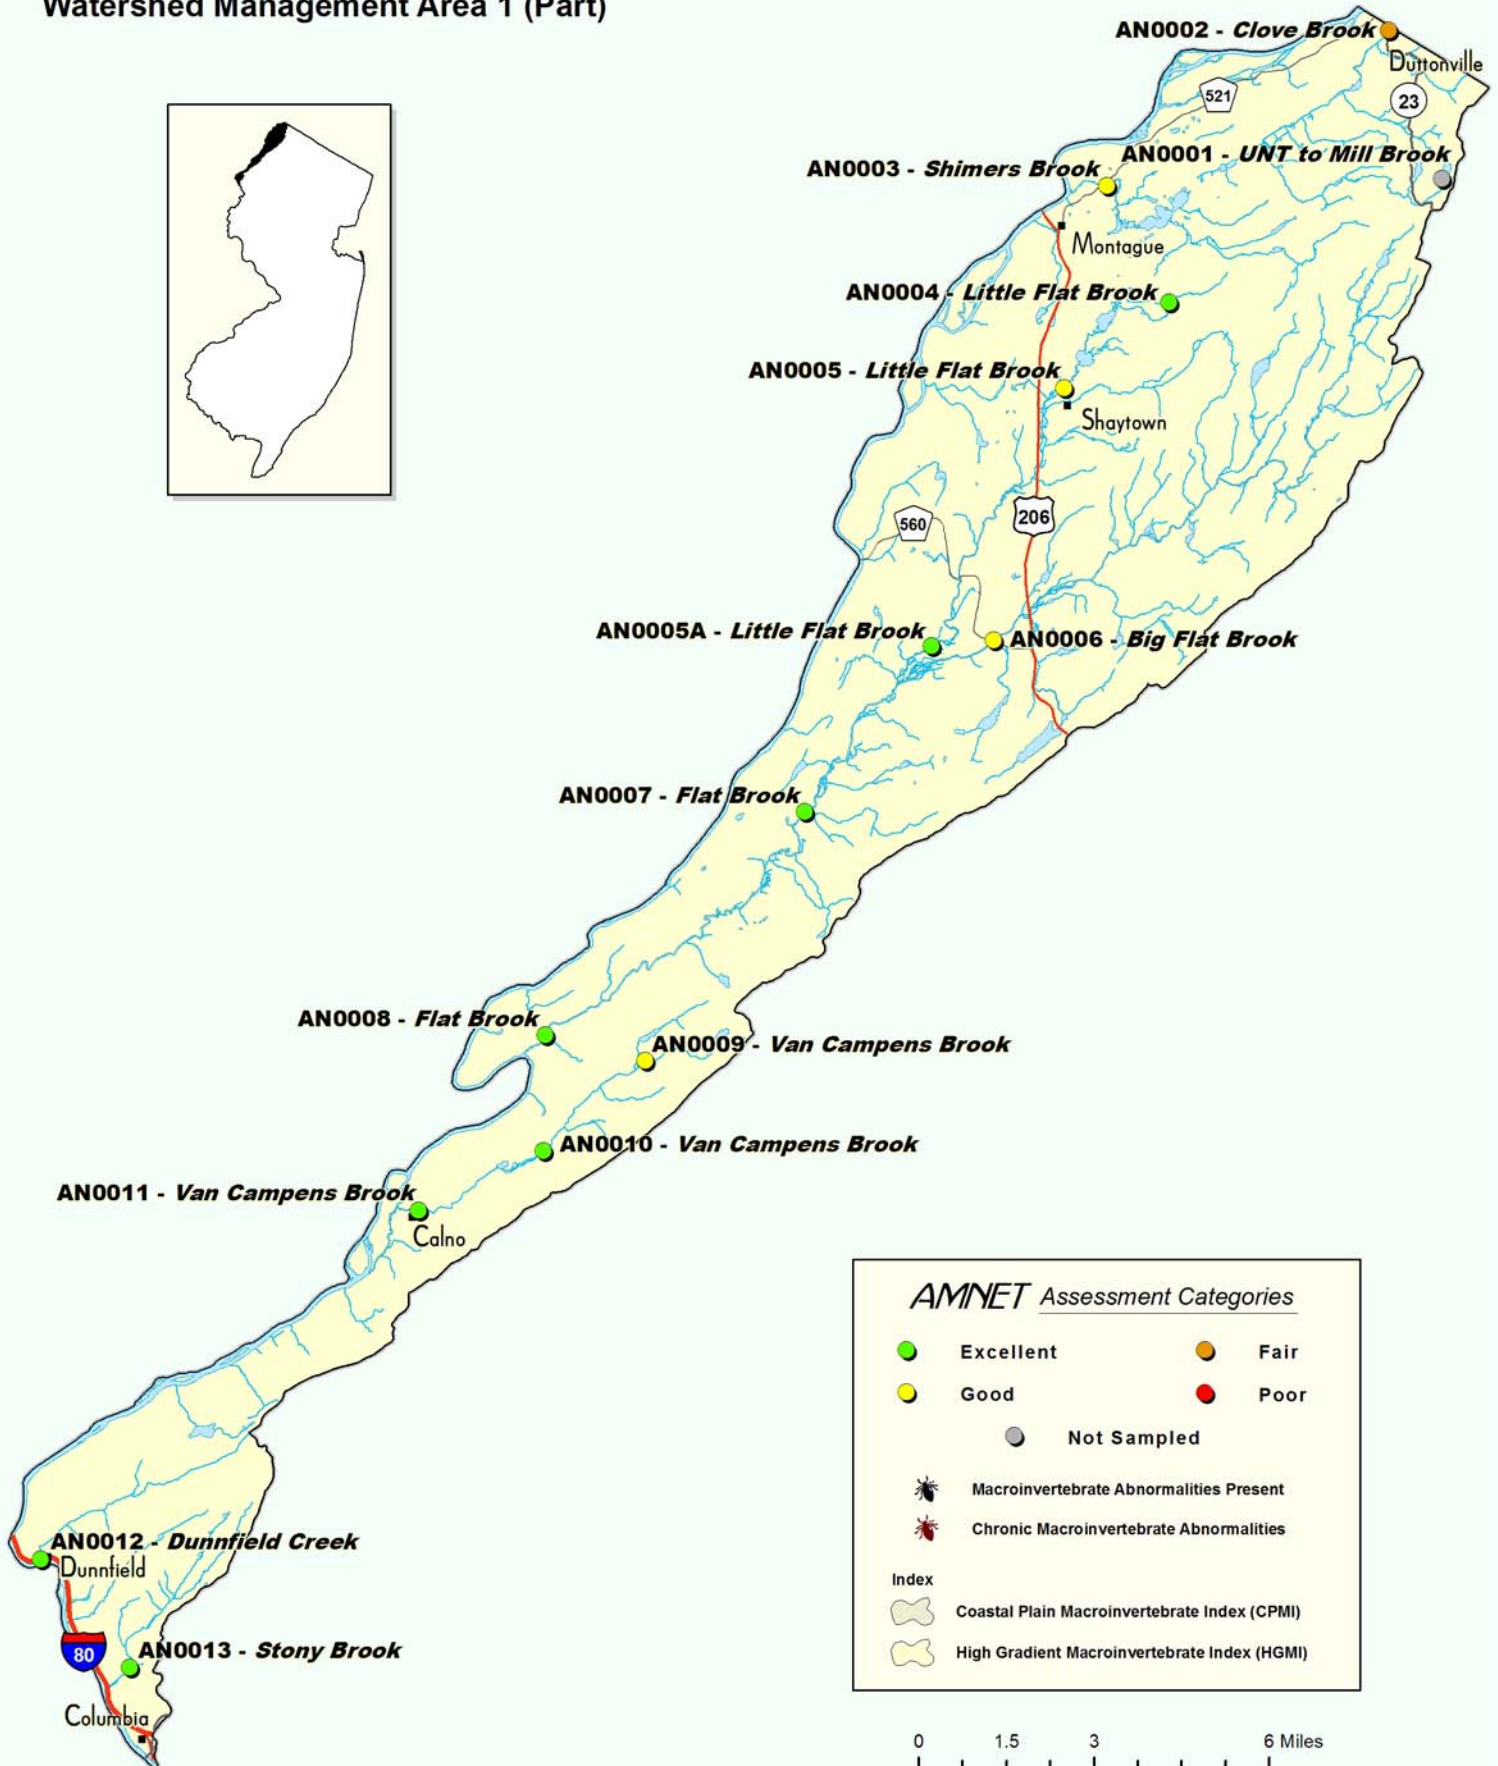 Watershed Management Area 1 (Part)
AN0002 - Clove Brook
Duttonville
521
23
AN0001 - UNT to Mill Brook
AN0003 - Shimers Brook
Montague
AN0004 - Little Flat Brook
AN0005 - Little Flat Brook
Shaytown
560
206
AN0005A - Little Flat Brook
AN0006 - Big Flat Brook
AN0007 - Flat Brook
AN0008 - Flat Brook
AN0009 - Van Campens Brook
AN0010 - Van Campens Brook
AN0011 - Van Campens Brook
Calno
AN0012 - Dunnfield Creek
Dunnfield
80
AN0013 - Stony Brook
Columbia
AMNET Assessment Categories
Excellent Fair
Good Poor
Not Sampled
Macroinvertebrate Abnormalities Present
Chronic Macroinvertebrate Abnormalities
Index
Coastal Plain Macroinvertebrate Index (CPMI)
High Gradient Macroinvertebrate Index (HGMI)
0 1.5 3 6 Miles